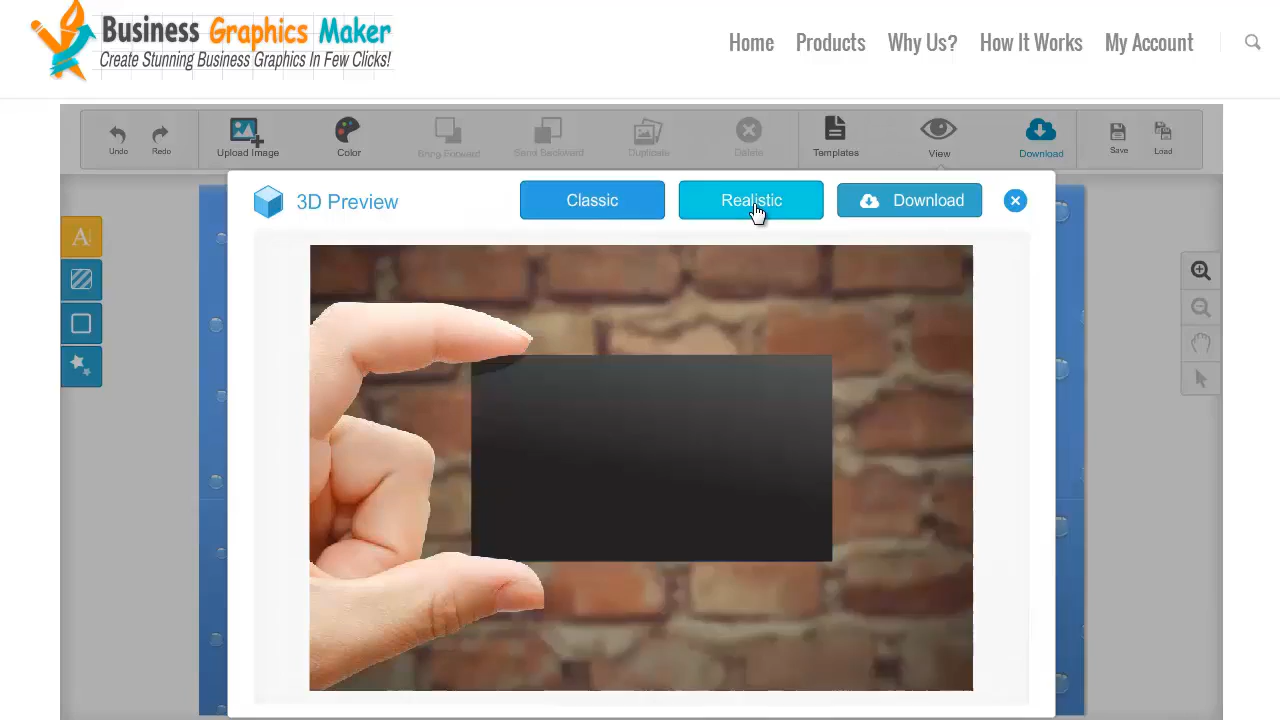 Business Graphics Maker
Create Stunning Business Graphics In Few Clicks!
Home Products Why Us? How It Works My Account
Undo Redo Upload Image Color Bring Forward Send Backward Duplicate Delete Templates View Download Save Load
3D Preview Classic Realistic Download
A